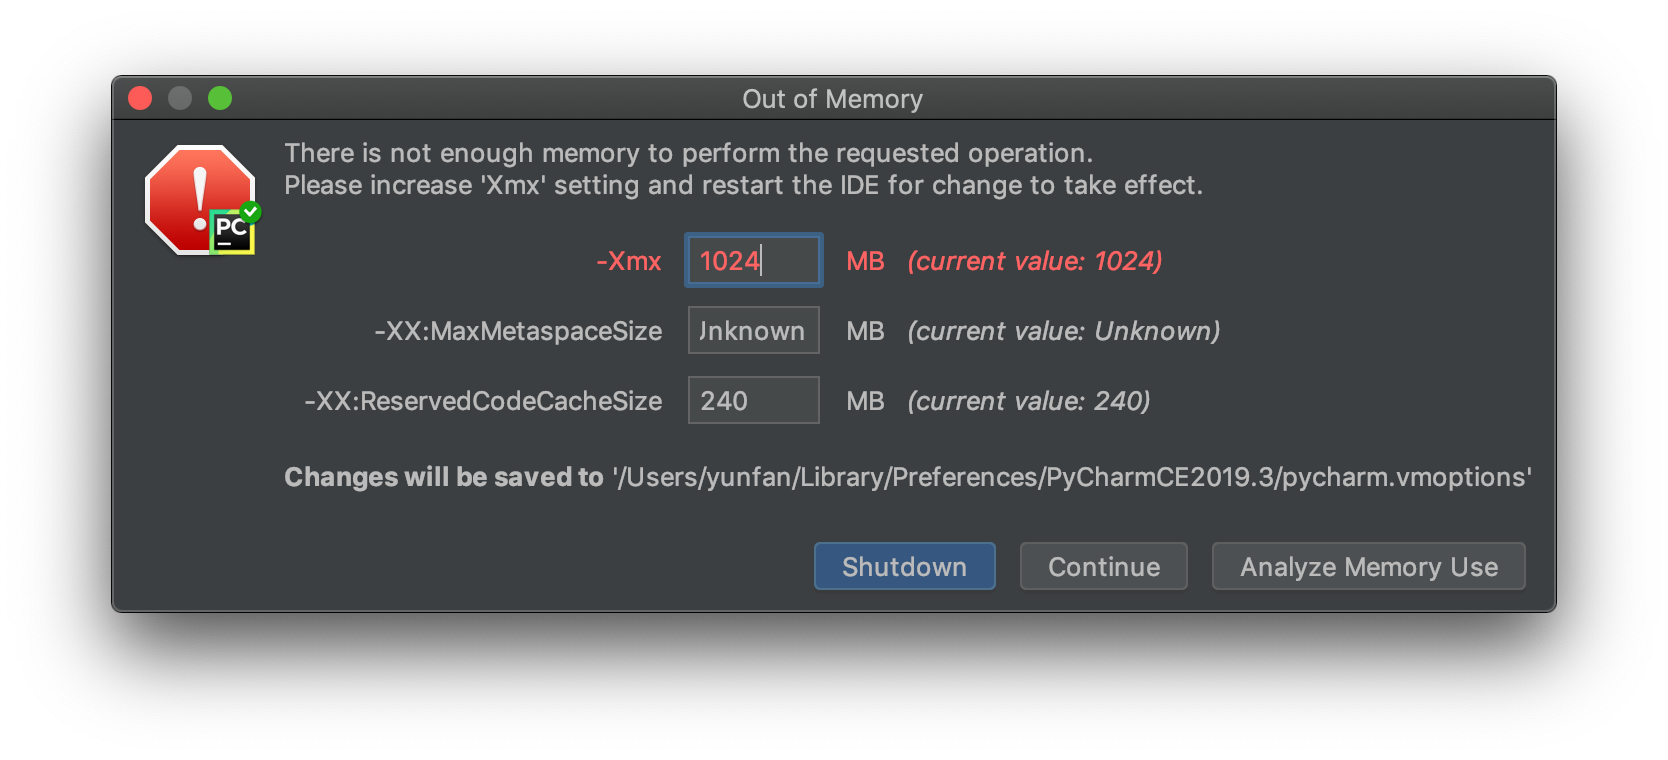 Out of Memory
There is not enough memory to perform the requested operation.
Please increase 'Xmx' setting and restart the IDE for change to take effect.
PC
-Xmx 1024 MB (current value: 1024)
-XX:MaxMetaspaceSize Unknown MB (current value: Unknown)
-XX:ReservedCodeCacheSize 240 MB (current value: 240)
Changes will be saved to '/Users/yunfan/Library/Preferences/PyCharmCE2019.3/pycharm.vmoptions'
Shutdown Continue Analyze Memory Use